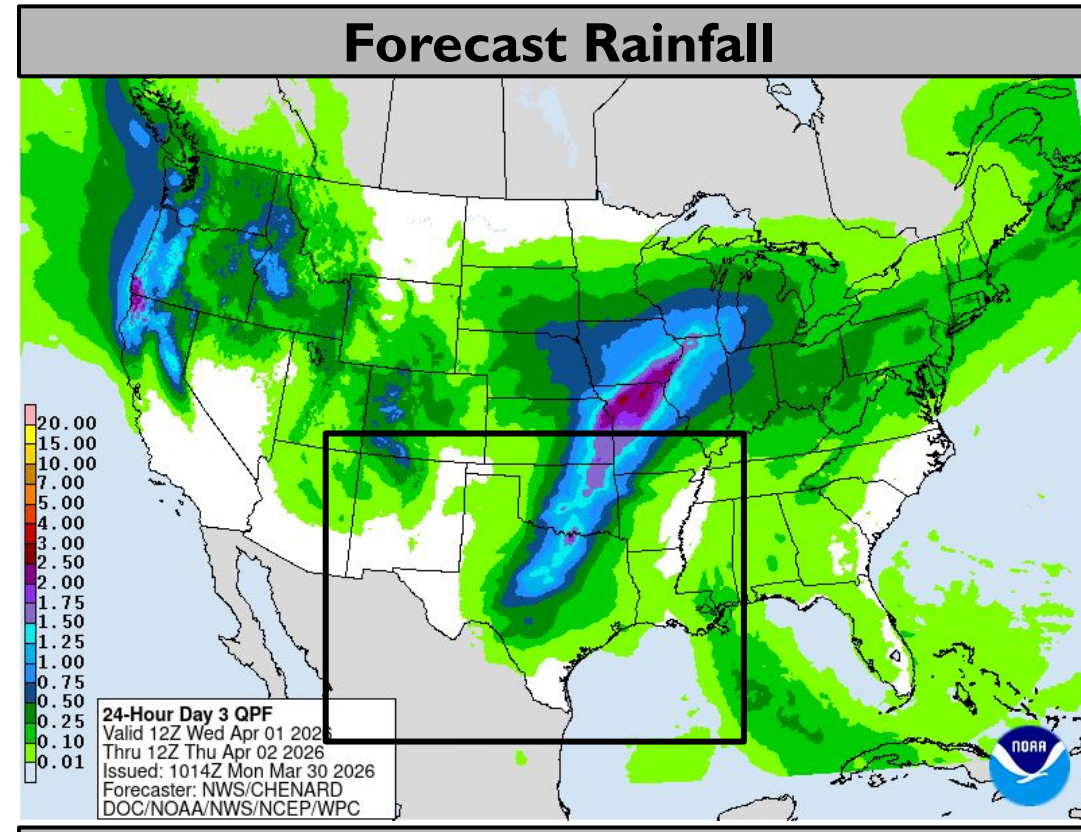 Forecast Rainfall
20.00
15.00
10.00
7.00
5.00
4.00
3.00
2.50
2.00
1.75
1.50
1.25
1.00
0.75
0.50
0.25
0.10
0.01
24-Hour Day 3 QPF
Valid 12Z Wed Apr 01 2026
Thru 12Z Thu Apr 02 2026
Issued: 1014Z Mon Mar 30 2026
Forecaster: NWS/CHENARD
DOC/NOAA/NWS/NCEP/WPC
NOAA